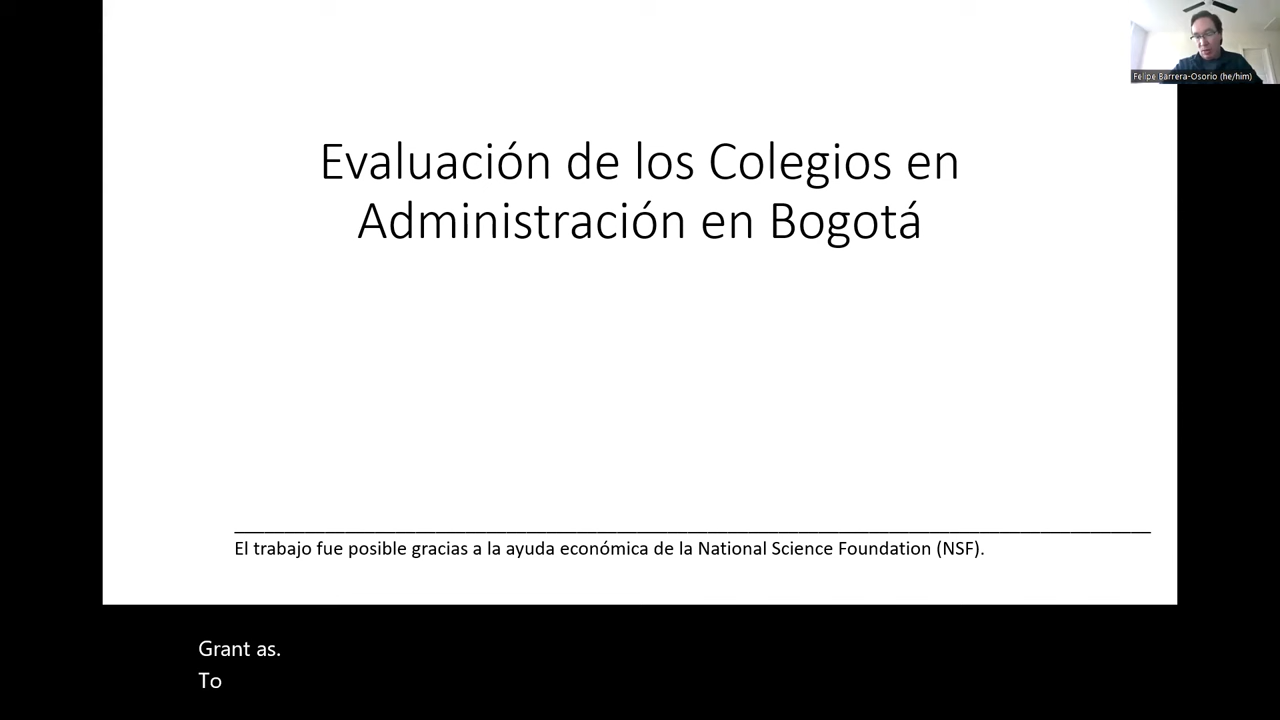 Felipe Barrera-Osorio (he/him)
Evaluación de los Colegios en
Administración en Bogotá
El trabajo fue posible gracias a la ayuda económica de la National Science Foundation (NSF).
Grant as.
To